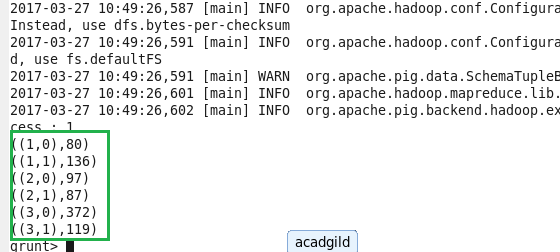 2017-03-27 10:49:26,587 [main] INFO  org.apache.hadoop.conf.Configura
Instead, use dfs.bytes-per-checksum
2017-03-27 10:49:26,591 [main] INFO  org.apache.hadoop.conf.Configura
d, use fs.defaultFS
2017-03-27 10:49:26,591 [main] WARN  org.apache.pig.data.SchemaTupleB
2017-03-27 10:49:26,601 [main] INFO  org.apache.hadoop.mapreduce.lib.
2017-03-27 10:49:26,602 [main] INFO  org.apache.pig.backend.hadoop.ex
cess : 1
((1,0),80)
((1,1),136)
((2,0),97)
((2,1),87)
((3,0),372)
((3,1),119)
grunt>
acadgild